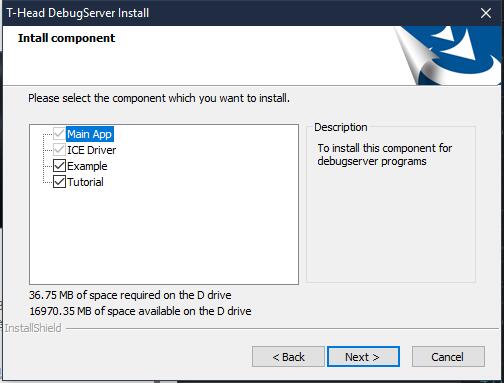 T-Head DebugServer Install
Intall component
Please select the component which you want to install.
Main App
ICE Driver
Example
Tutorial
Description
To install this component for
debugserver programs
36.75 MB of space required on the D drive
16970.35 MB of space available on the D drive
InstallShield
< Back
Next >
Cancel